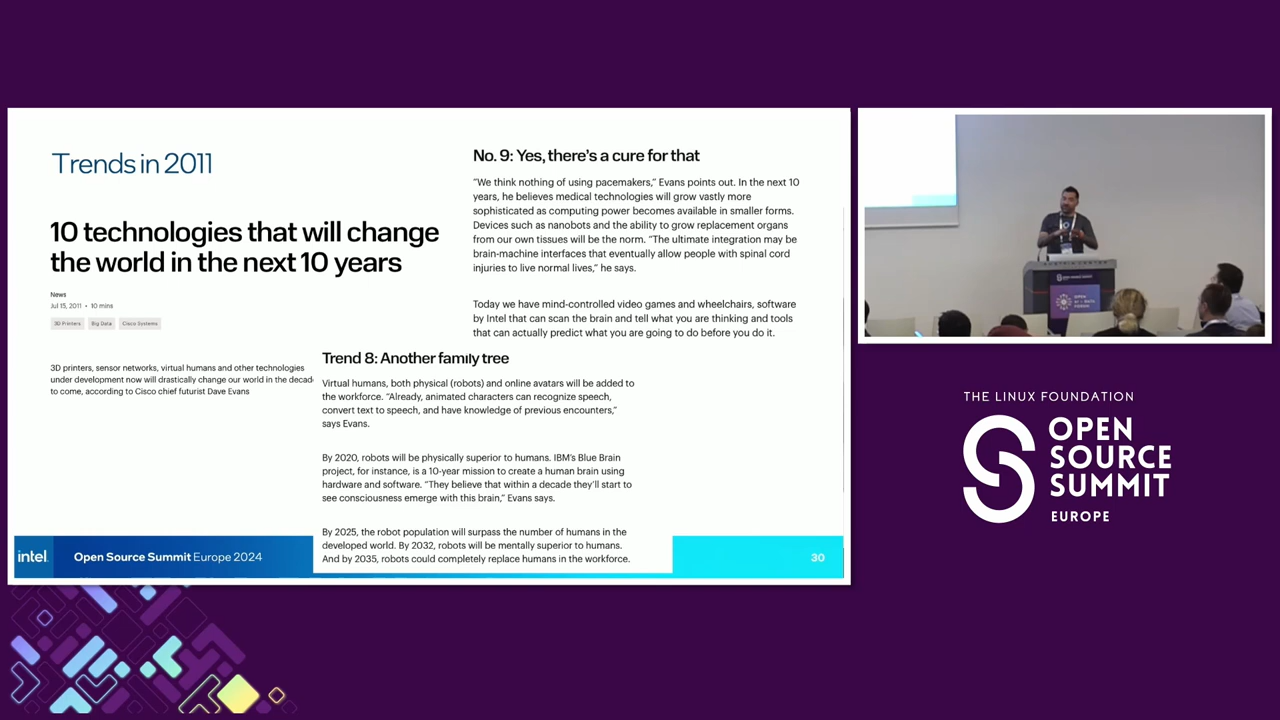 Trends in 2011
10 technologies that will change
the world in the next 10 years
News
Jul 15, 2011 • 10 mins
3D Printers Big Data Cisco Systems
3D printers, sensor networks, virtual humans and other technologies
under development now will drastically change our world in the decad
to come, according to Cisco chief futurist Dave Evans
No. 9: Yes, there's a cure for that
“We think nothing of using pacemakers,” Evans points out. In the next 10
years, he believes medical technologies will grow vastly more
sophisticated as computing power becomes available in smaller forms.
Devices such as nanobots and the ability to grow replacement organs
from our own tissues will be the norm. “The ultimate integration may be
brain-machine interfaces that eventually allow people with spinal cord
injuries to live normal lives,” he says.
Today we have mind-controlled video games and wheelchairs, software
by Intel that can scan the brain and tell what you are thinking and tools
that can actually predict what you are going to do before you do it.
Trend 8: Another family tree
Virtual humans, both physical (robots) and online avatars will be added to
the workforce. “Already, animated characters can recognize speech,
convert text to speech, and have knowledge of previous encounters,”
says Evans.
By 2020, robots will be physically superior to humans. IBM's Blue Brain
project, for instance, is a 10-year mission to create a human brain using
hardware and software. “They believe that within a decade they'll start to
see consciousness emerge with this brain,” Evans says.
By 2025, the robot population will surpass the number of humans in the
developed world. By 2032, robots will be mentally superior to humans.
And by 2035, robots could completely replace humans in the workforce.
intel.
Open Source Summit Europe 2024
30
THE LINUX FOUNDATION
OPEN
SOURCE
SUMMIT
EUROPE